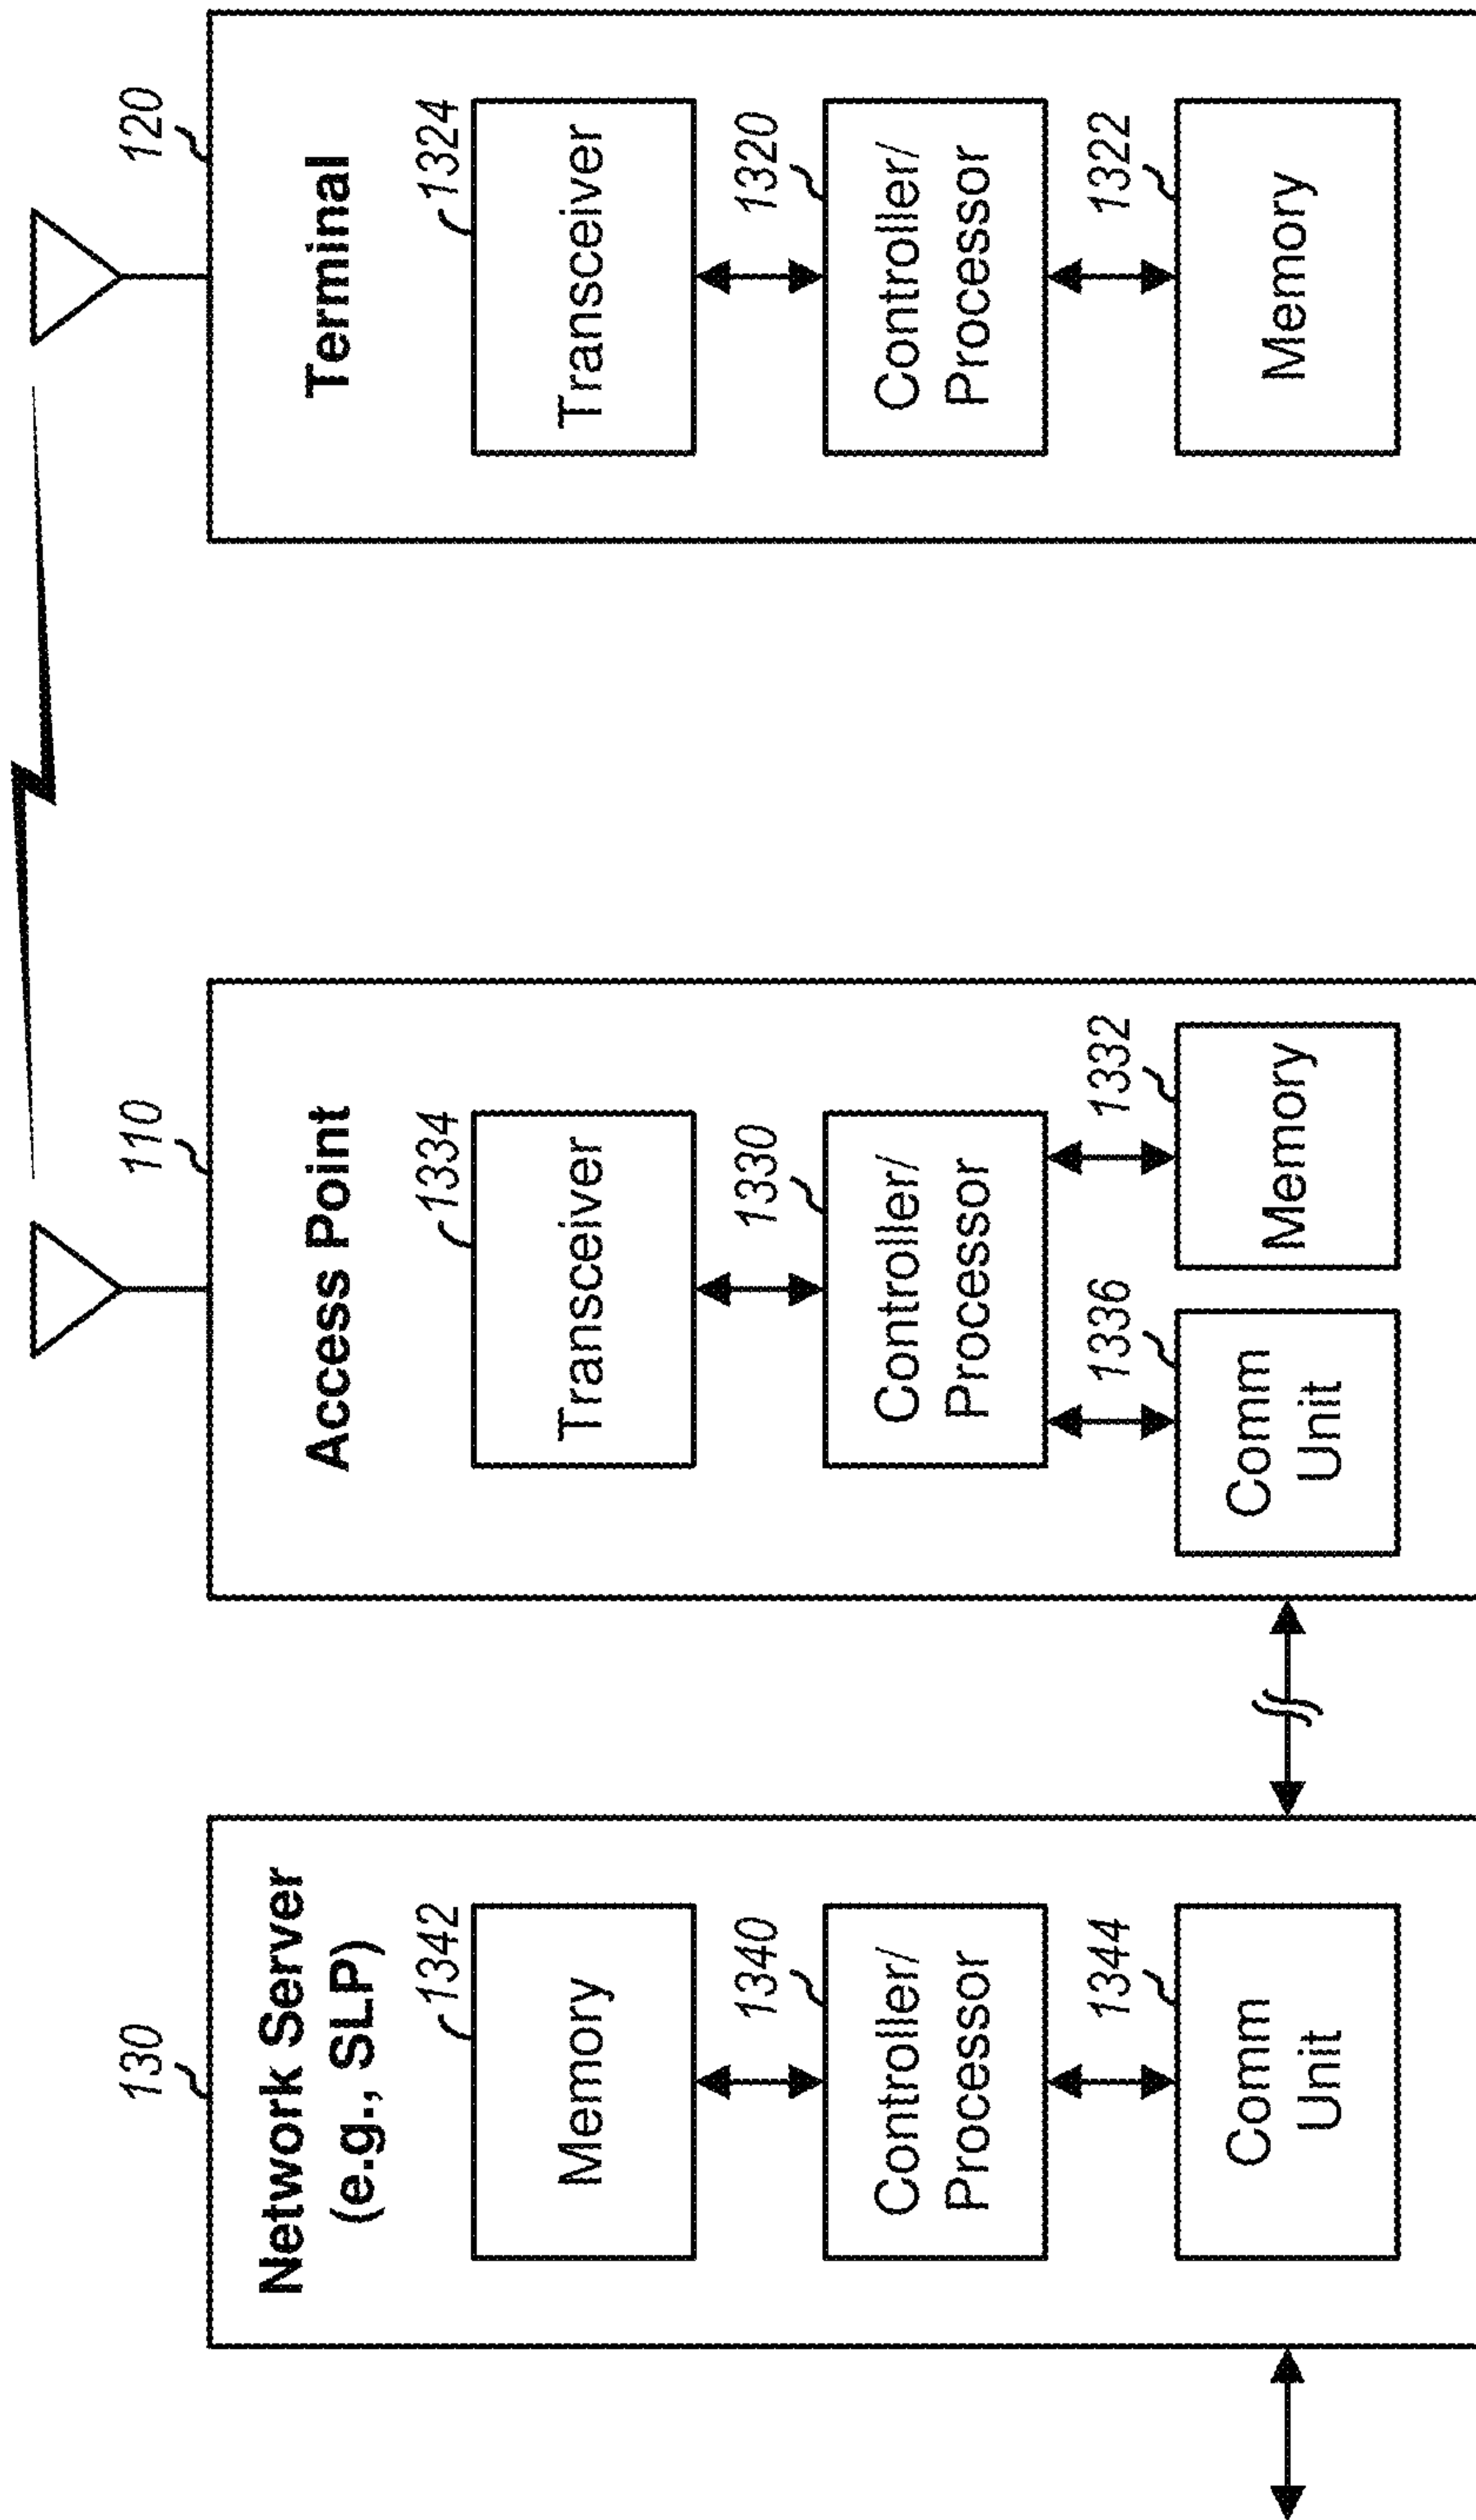 130
Network Server
(e.g., SLP)
1342
Memory
1340
Controller/
Processor
1344
Comm
Unit
110
Access Point
1334
Transceiver
1330
Controller/
Processor
1336
Comm
Unit
1332
Memory
120
Terminal
1324
Transceiver
1320
Controller/
Processor
1322
Memory